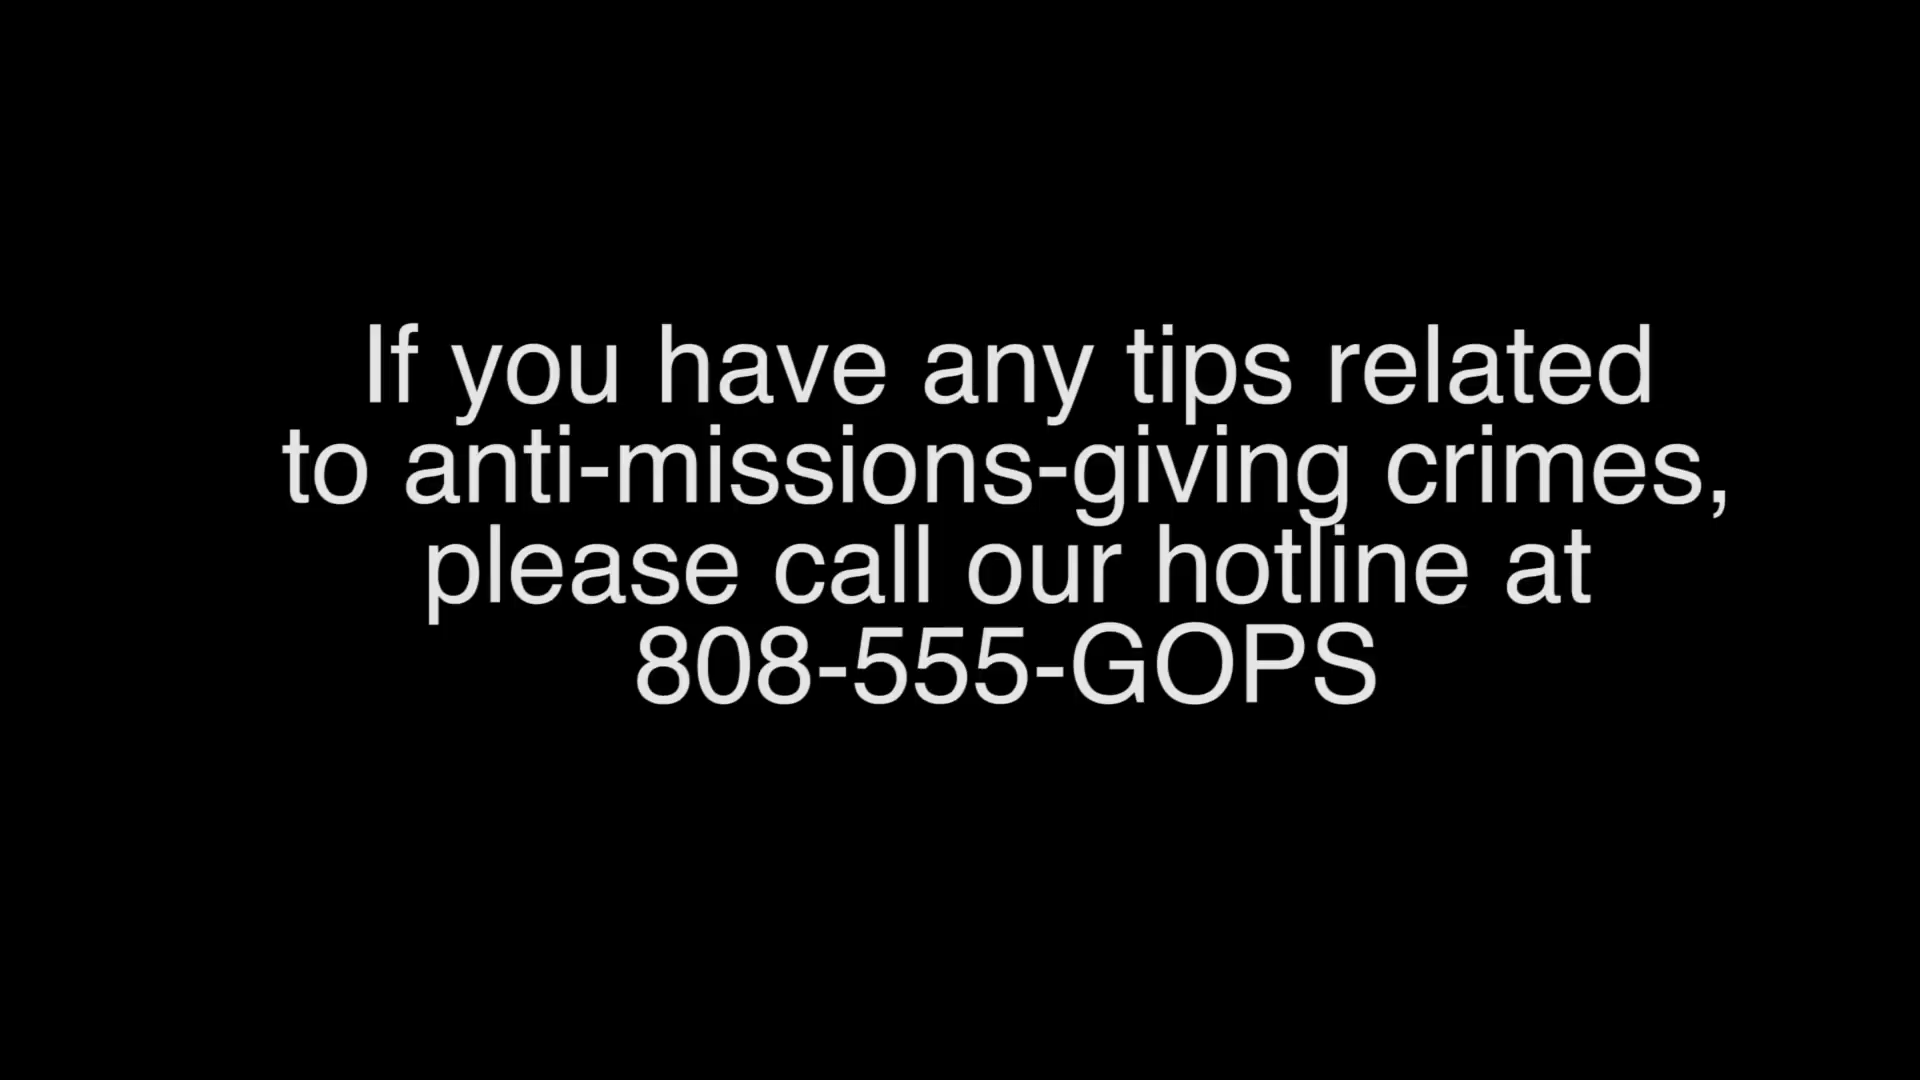 If you have any tips related
to anti-missions-giving crimes,
please call our hotline at
808-555-GOPS